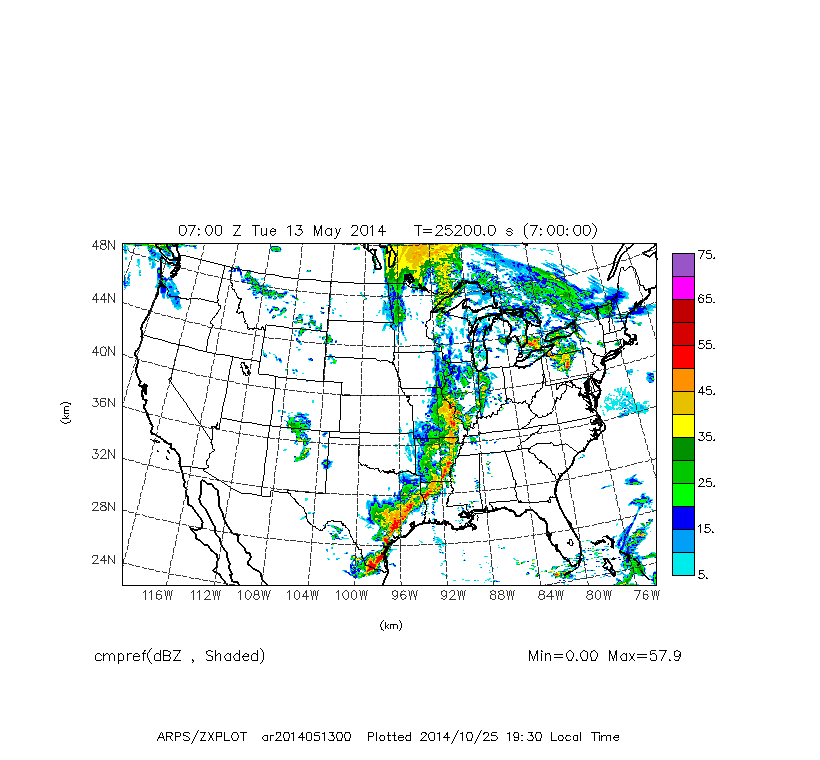 07:00 Z Tue 13 May 2014 T=25200.0 s (7:00:00)
48N
44N
40N
36N
32N
28N
24N
(km)
116W 112W 108W 104W 100W 96W 92W 88W 84W 80W 76W
(km)
75.
65.
55.
45.
35.
25.
15.
5.
cmpref(dBZ , Shaded)
Min=0.00 Max=57.9
ARPS/ZXPLOT ar2014051300 Plotted 2014/10/25 19:30 Local Time